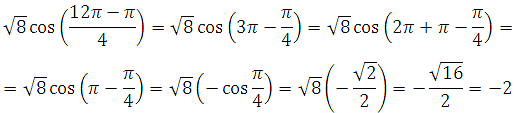 √8 cos ((12π − π)/4) = √8 cos (3π − π/4) = √8 cos (2π + π − π/4) =
= √8 cos (π − π/4) = √8 (− cos π/4) = √8 (− √2/2) = − √16/2 = −2